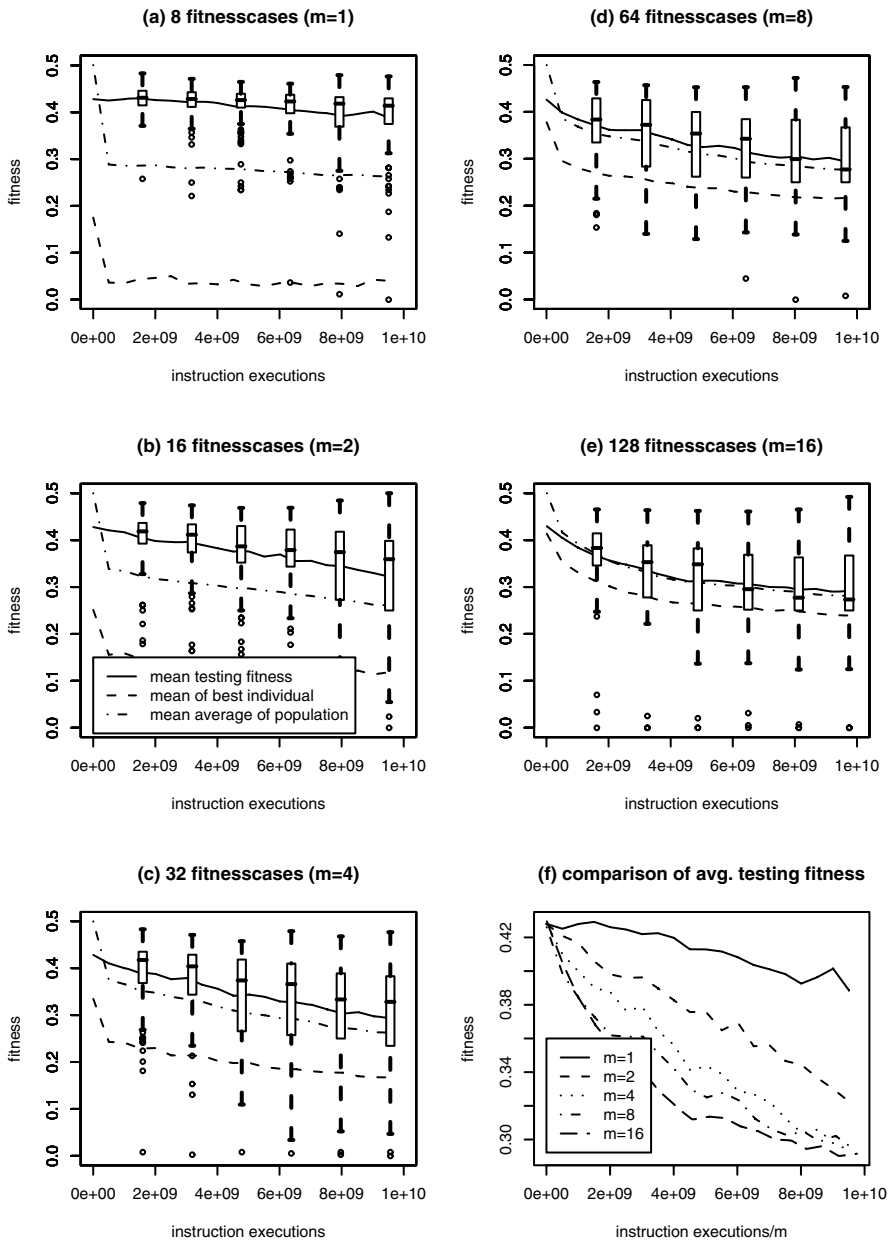 (a) 8 fitnesscases (m=1)
fitness
0.0 0.1 0.2 0.3 0.4 0.5
0e+00 2e+09 4e+09 6e+09 8e+09 1e+10
instruction executions
(d) 64 fitnesscases (m=8)
fitness
0.0 0.1 0.2 0.3 0.4 0.5
0e+00 2e+09 4e+09 6e+09 8e+09 1e+10
instruction executions
(b) 16 fitnesscases (m=2)
fitness
0.0 0.1 0.2 0.3 0.4 0.5
mean testing fitness
mean of best individual
mean average of population
0e+00 2e+09 4e+09 6e+09 8e+09 1e+10
instruction executions
(e) 128 fitnesscases (m=16)
fitness
0.0 0.1 0.2 0.3 0.4 0.5
0e+00 2e+09 4e+09 6e+09 8e+09 1e+10
instruction executions
(c) 32 fitnesscases (m=4)
fitness
0.0 0.1 0.2 0.3 0.4 0.5
0e+00 2e+09 4e+09 6e+09 8e+09 1e+10
instruction executions
(f) comparison of avg. testing fitness
fitness
0.30 0.34 0.38 0.42
m=1
m=2
m=4
m=8
m=16
0e+00 2e+09 4e+09 6e+09 8e+09 1e+10
instruction executions/m